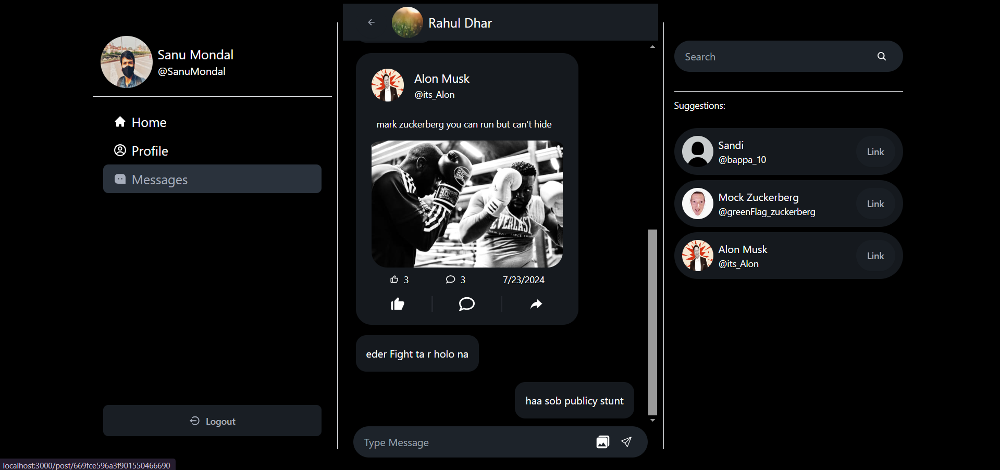 Sanu Mondal
@SanuMondal
Home
Profile
Messages
Logout
Rahul Dhar
Alon Musk
@its_Alon
mark zuckerberg you can run but can't hide
EVERLAST
3
3
7/23/2024
eder Fight ta r holo na
haa sob publicy stunt
Type Message
Search
Suggestions:
Sandi
@bappa_10
Link
Mock Zuckerberg
@greenFlag_zuckerberg
Link
Alon Musk
@its_Alon
Link
localhost:3000/post/669fce596a3f901550466690